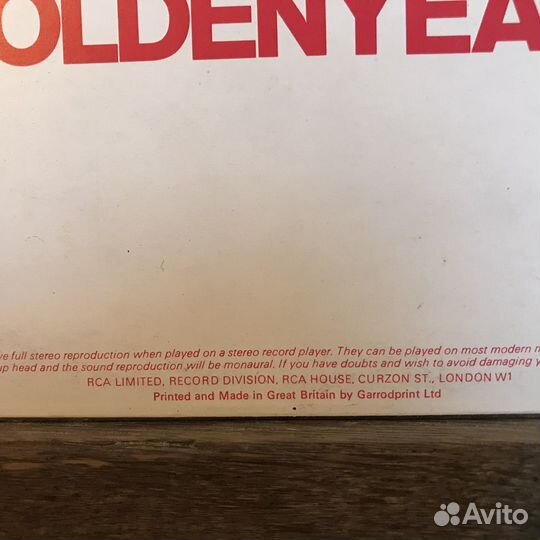 OLDENYEA
ve full stereo reproduction when played on a stereo record player. They can be played on most modern
up head and the sound reproduction will be monaural. If you have doubts and wish to avoid damaging y
RCA LIMITED, RECORD DIVISION, RCA HOUSE, CURZON ST., LONDON W1
Printed and Made in Great Britain by Garrodprint Ltd
Avito